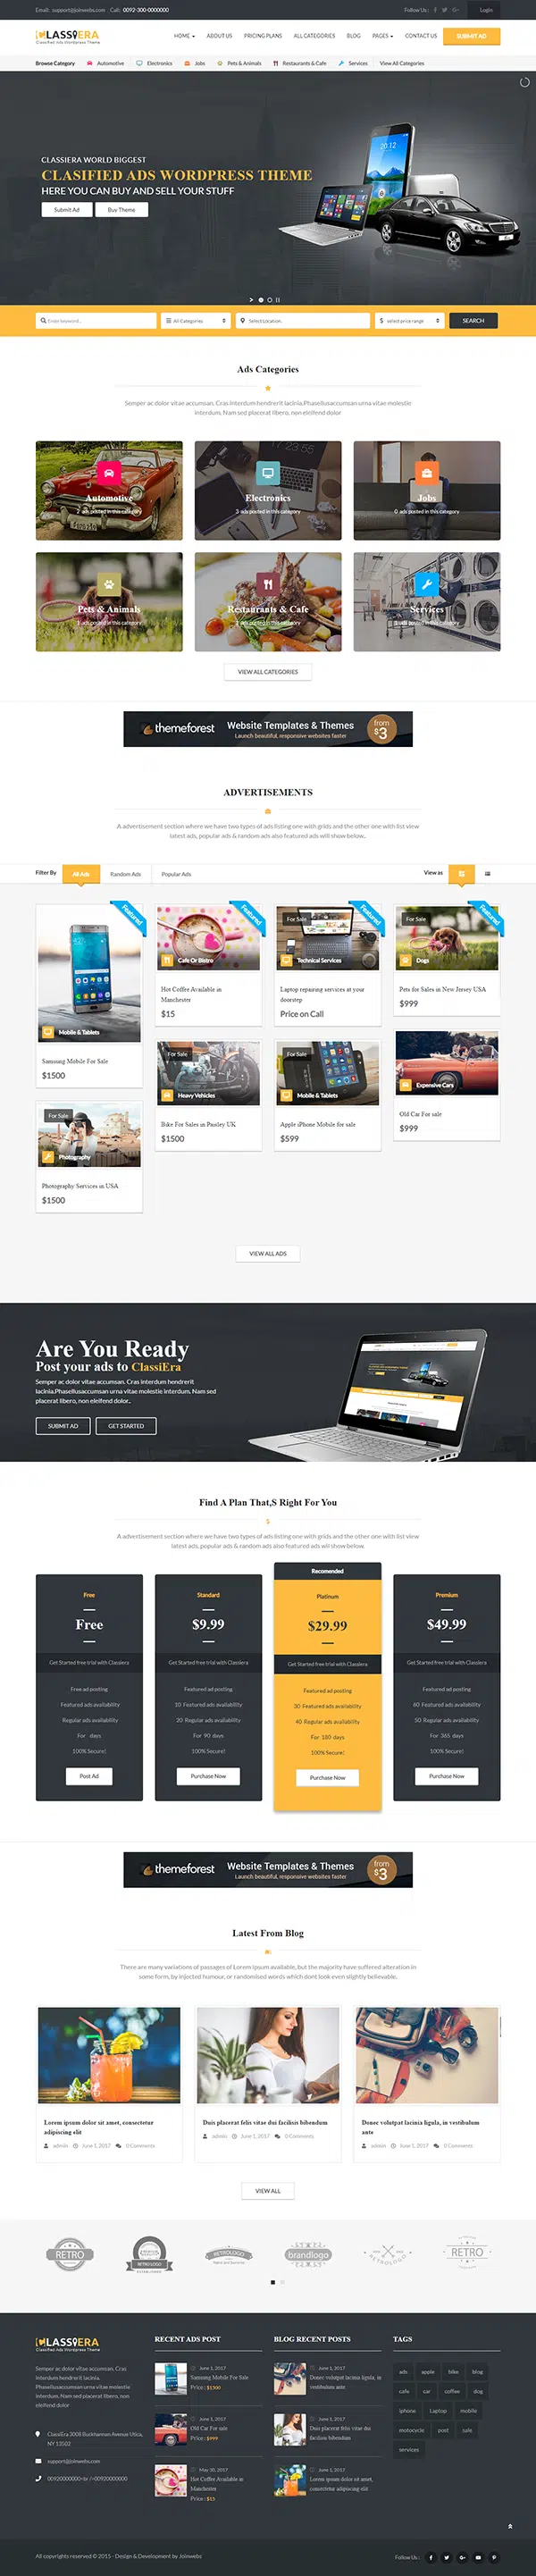 Email: support@joinwebs.com Call: 0092-300-0000000
Follow Us :
Login
CLASSIERA
Classified Ads Wordpress Theme
HOME ABOUT US PRICING PLANS ALL CATEGORIES BLOG PAGES CONTACT US
SUBMIT AD
Browse Category Automotive Electronics Jobs Pets & Animals Restaurants & Cafe Services View All Categories
CLASSIERA WORLD BIGGEST
CLASIFIED ADS WORDPRESS THEME
HERE YOU CAN BUY AND SELL YOUR STUFF
Submit Ad Buy Theme
Enter keyword... All Categories Select Location. select price range SEARCH
Ads Categories
Semper ac dolor vitae accumsan. Cras interdum hendrerit lacinia.Phasellusaccumsan urna vitae molestie
interdum. Nam sed placerat libero, non eleifend dolor
Automotive
2 ads posted in this category
Electronics
3 ads posted in this category
Jobs
0 ads posted in this category
Pets & Animals
ads posted in this category
Restaurants & Cafe
ads posted in this category
Services
ads posted in this category
VIEW ALL CATEGORIES
themeforest Website Templates & Themes
Launch beautiful, responsive websites faster
from
$3
ADVERTISEMENTS
A advertisement section where we have two types of ads listing one with grids and the other one with list view
latest ads, popular ads & random ads also featured ads will show below..
Filter By All Ads Random Ads Popular Ads View as
Featured
Mobile & Tablets
Samsung Mobile For Sale
$1500
Featured
Cafe Or Bistro
Hot Coffee Available in
Manchester
$15
For Sale
Featured
Technical Services
Laptop repairing services at your
doorstep
Price on Call
For Sale
Featured
Dogs
Pets for Sales in New Jersey USA
$999
For Sale
Heavy Vehicles
Bike For Sales in Paisley UK
$1500
For Sale
Mobile & Tablets
Apple iPhone Mobile for sale
$599
Expensive Cars
Old Car For sale
$999
For Sale
Photography
Photography Services in USA
$1500
VIEW ALL ADS
Are You Ready
Post your ads to ClassiEra
Semper ac dolor vitae accumsan. Cras interdum hendrerit
lacinia.Phasellusaccumsan urna vitae molestie interdum. Nam sed
placerat libero, non eleifend dolor..
SUBMIT AD GET STARTED
Find A Plan That,S Right For You
A advertisement section where we have two types of ads listing one with grids and the other one with list view
latest ads, popular ads & random ads also featured ads will show below.
Free
Free
Get Started free trial with Classiera
Free ad posting
Featured ads availability
Regular ads availability
For days
100% Secure!
Post Ad
Standard
$9.99
Get Started free trial with Classiera
Featured ad posting
10 Featured ads availability
20 Regular ads availability
For 90 days
100% Secure!
Purchase Now
Recomended
Platinum
$29.99
Get Started free trial with Classiera
Featured ad posting
30 Featured ads availability
40 Regular ads availability
For 180 days
100% Secure!
Purchase Now
Premium
$49.99
Get Started free trial with Classiera
Featured ad posting
60 Featured ads availability
50 Regular ads availability
For 365 days
100% Secure!
Purchase Now
themeforest Website Templates & Themes
Launch beautiful, responsive websites faster
from
$3
Latest From Blog
There are many variations of passages of Lorem Ipsum available, but the majority have suffered alteration in
some form, by injected humour, or randomised words which dont look even slightly believable.
Lorem ipsum dolor sit amet, consectetur
adipiscing elit
admin June 1, 2017 0 Comments
Duis placerat felis vitae dui facilisis bibendum
admin June 1, 2017 0 Comments
Donec volutpat lacinia ligula, in vestibulum
ante
admin June 1, 2017 0 Comments
VIEW ALL
RETRO
RETRO LOGO
ESTABLISHED
RETROLOGO
brandlogo
RETROLOGO
RETRO
CLASSIERA
Classified Ads Wordpress Theme
Semper ac dolor vitae accumsan. Cras
interdum hendrerit lacinia.
Phasellusaccumsan urna vitae molestie
interdum. Nam sed placerat libero, non
eleifend dolor
ClassiEra 3008 Buckhannan Avenue Utica,
NY 13502
support@joinwebs.com
00920000000<br />00920000000
RECENT ADS POST
June 1, 2017
Samsung Mobile For Sale
Price : $1500
June 1, 2017
Old Car For sale
Price : $999
May 30, 2017
Hot Coffee Available in
Manchester
Price : $15
BLOG RECENT POSTS
June 1, 2017
Donec volutpat lacinia ligula, in
vestibulum ante
June 1, 2017
Duis placerat felis vitae dui
facilisis bibendum
June 1, 2017
Lorem ipsum dolor sit amet,
consectetur adipiscing elit
TAGS
ads apple bike blog
cafe car coffee dog
iphone Laptop mobile
motocycle post sale
services
All copyrights reserved © 2015 - Design & Development by Joinwebs
Follow Us :